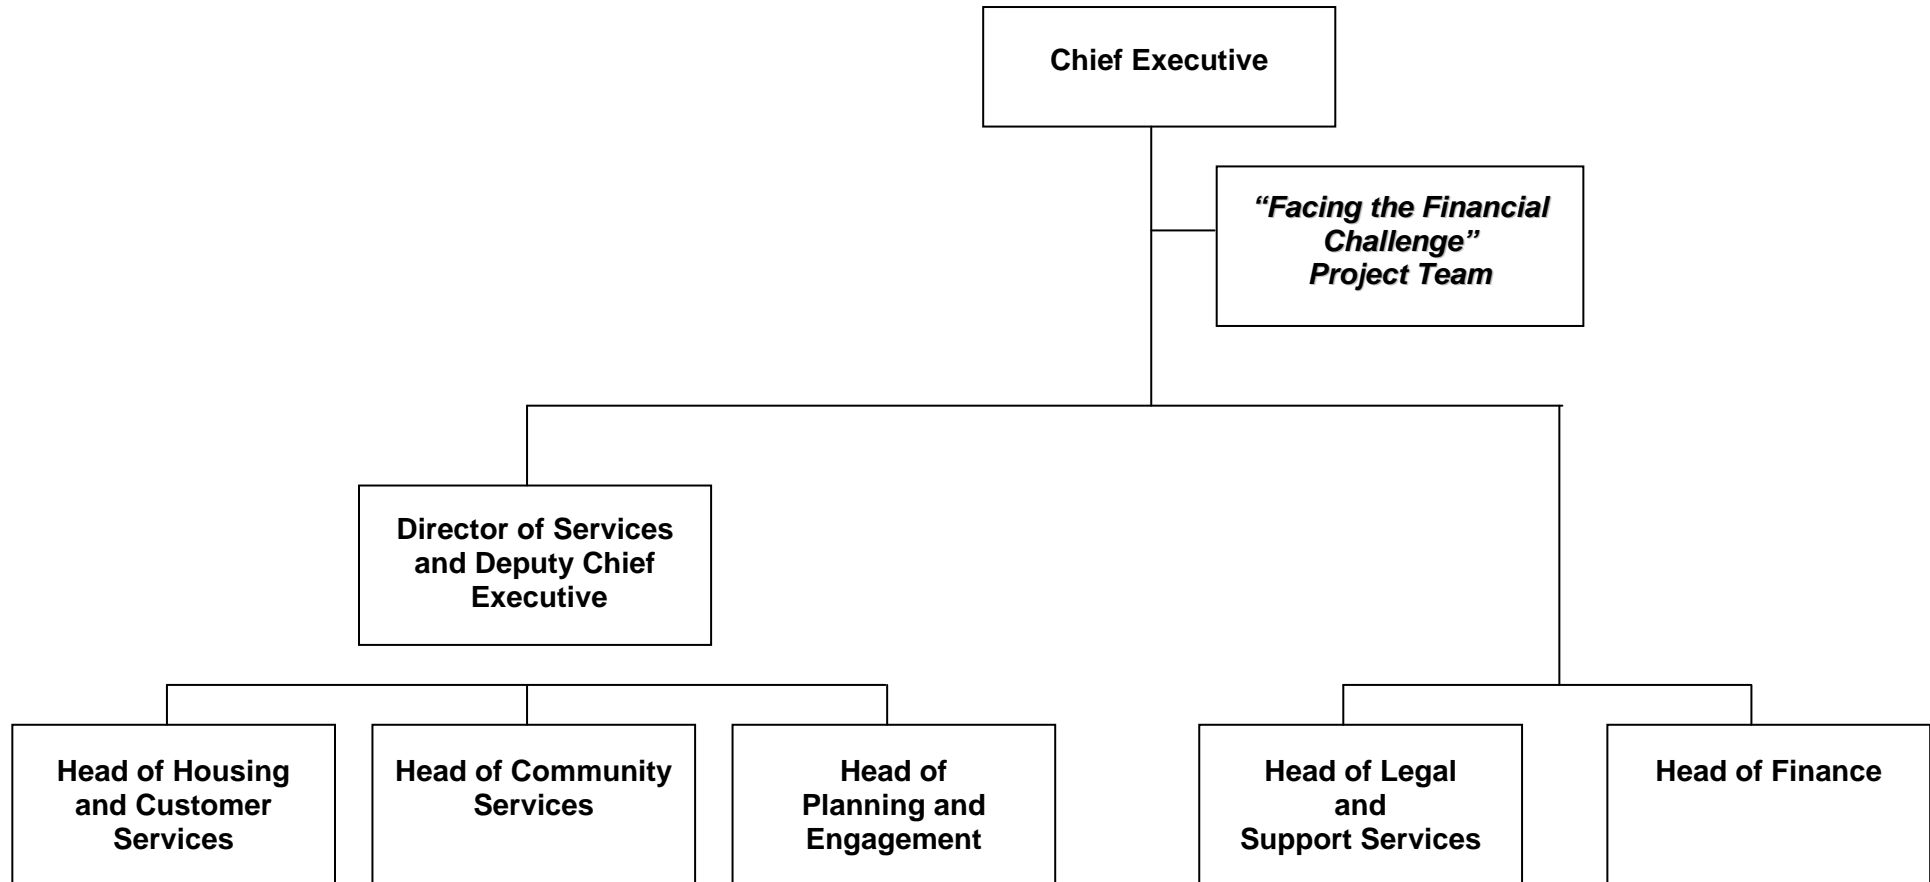 Chief Executive
“Facing the Financial
Challenge”
Project Team
Director of Services
and Deputy Chief
Executive
Head of Housing
and Customer
Services
Head of Community
Services
Head of
Planning and
Engagement
Head of Legal
and
Support Services
Head of Finance